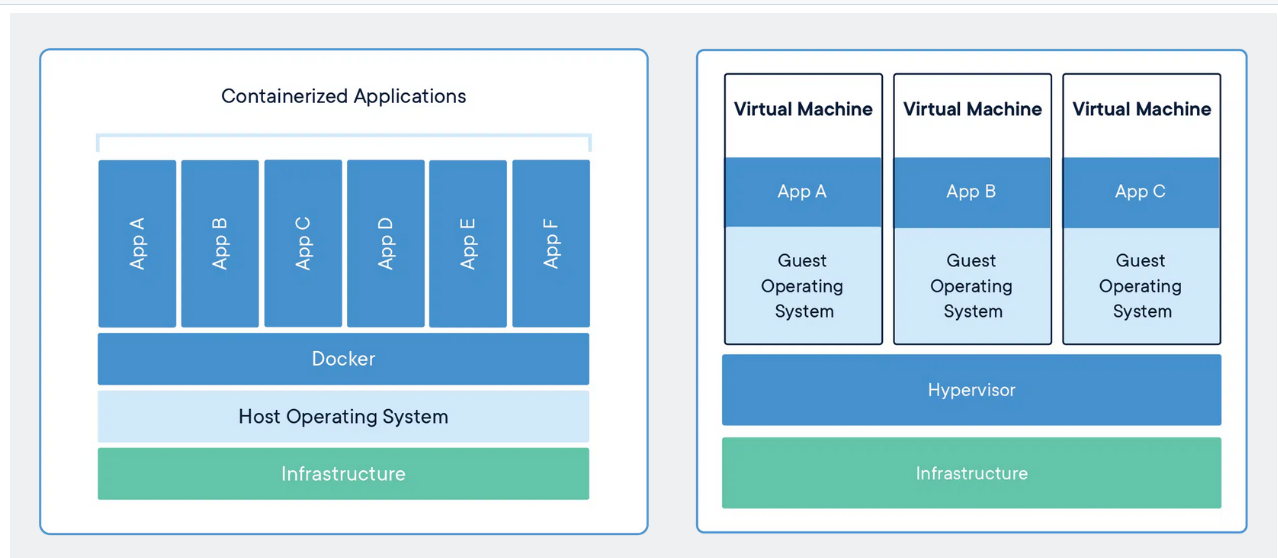 Containerized Applications
App A
App B
App C
App D
App E
App F
Docker
Host Operating System
Infrastructure
Virtual Machine
App A
Guest
Operating
System
Virtual Machine
App B
Guest
Operating
System
Virtual Machine
App C
Guest
Operating
System
Hypervisor
Infrastructure